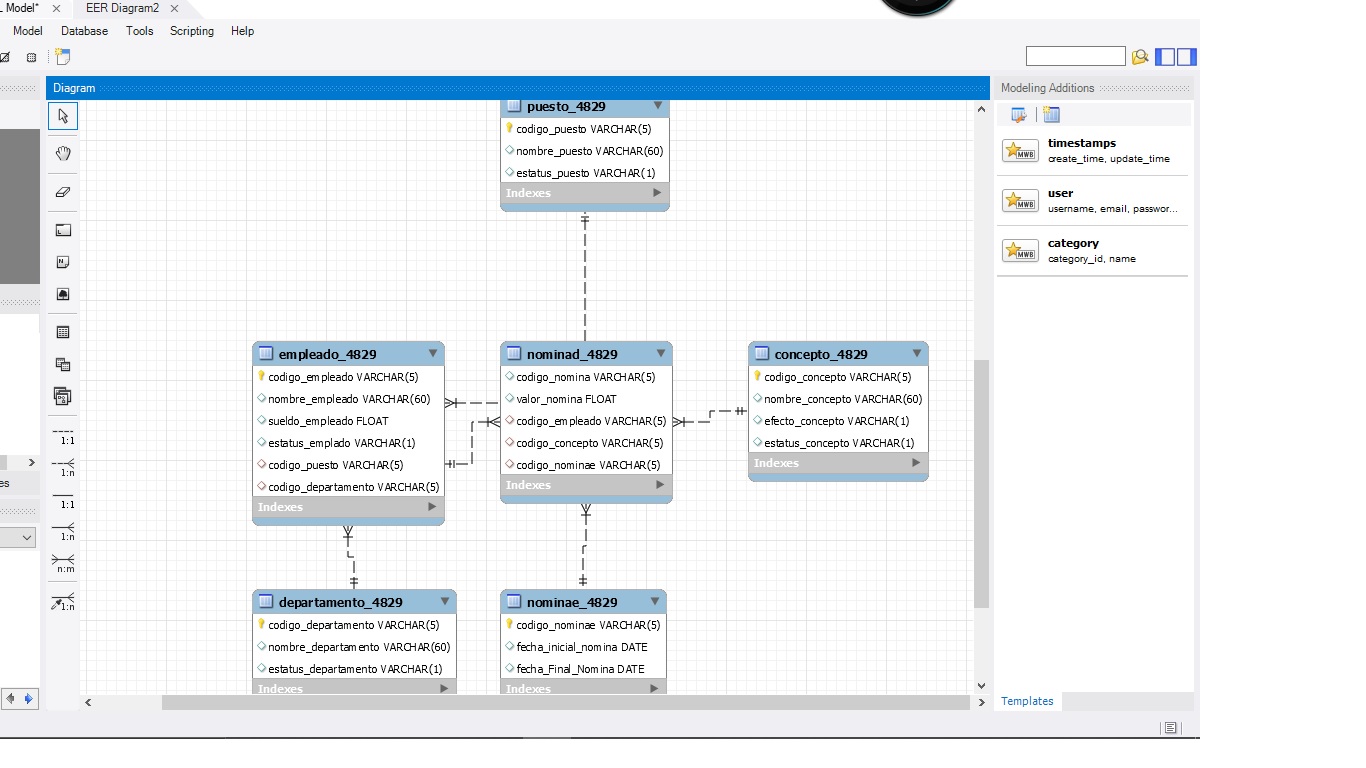 L Model* × EER Diagram2 ×
Model Database Tools Scripting Help
Diagram
Modeling Additions
puesto_4829
codigo_puesto VARCHAR(5)
nombre_puesto VARCHAR(60)
estatus_puesto VARCHAR(1)
Indexes
timestamps
create_time, update_time
user
username, email, passwor...
category
category_id, name
empleado_4829
codigo_empleado VARCHAR(5)
nombre_empleado VARCHAR(60)
sueldo_empleado FLOAT
estatus_emplado VARCHAR(1)
codigo_puesto VARCHAR(5)
codigo_departamento VARCHAR(5)
Indexes
nominad_4829
codigo_nomina VARCHAR(5)
valor_nomina FLOAT
codigo_empleado VARCHAR(5)
codigo_concepto VARCHAR(5)
codigo_nominae VARCHAR(5)
Indexes
concepto_4829
codigo_concepto VARCHAR(5)
nombre_concepto VARCHAR(60)
efecto_concepto VARCHAR(1)
estatus_concepto VARCHAR(1)
Indexes
departamento_4829
codigo_departamento VARCHAR(5)
nombre_departamento VARCHAR(60)
estatus_departamento VARCHAR(1)
Indexes
nominae_4829
codigo_nominae VARCHAR(5)
fecha_inicial_nomina DATE
fecha_Final_Nomina DATE
Indexes
1:1
1:n
1:1
1:n
n:m
1:n
es
MWB
MWB
MWB
Templates